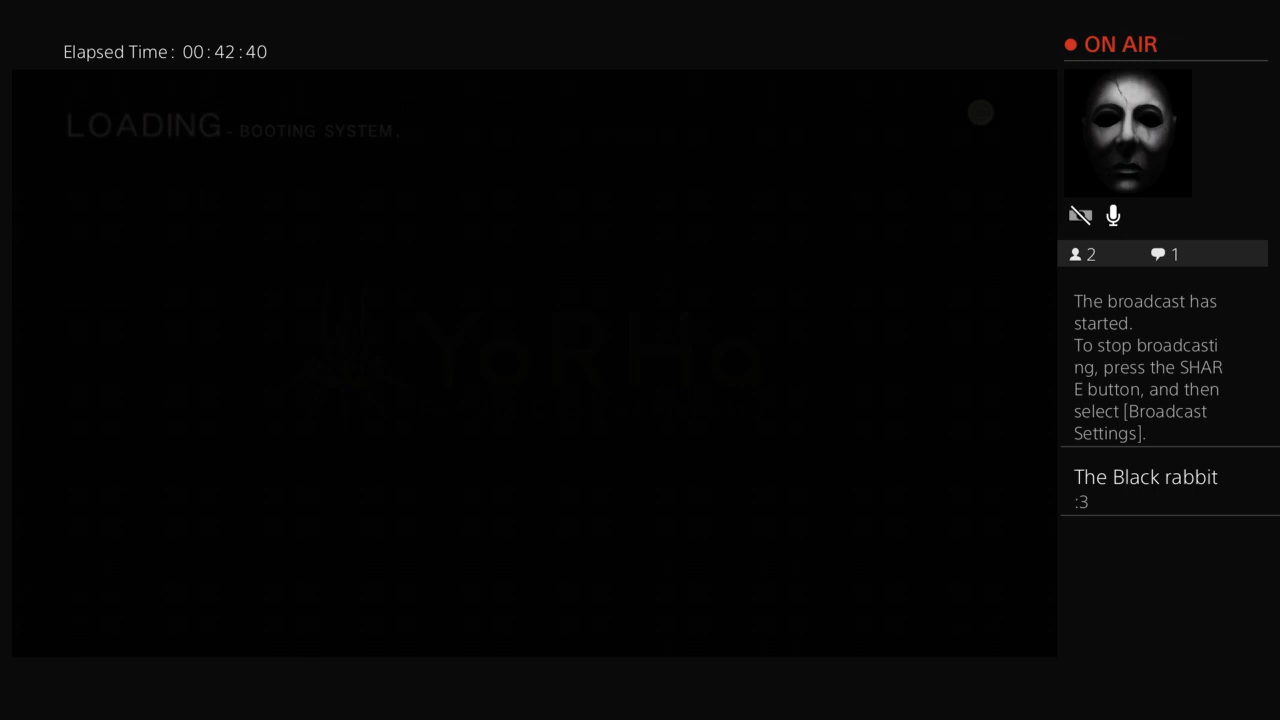 Elapsed Time: 00:42:40
ON AIR
LOADING - BOOTING SYSTEM.
YoRHa
2
1
The broadcast has
started.
To stop broadcasti
ng, press the SHAR
E button, and then
select [Broadcast
Settings].
The Black rabbit
:3